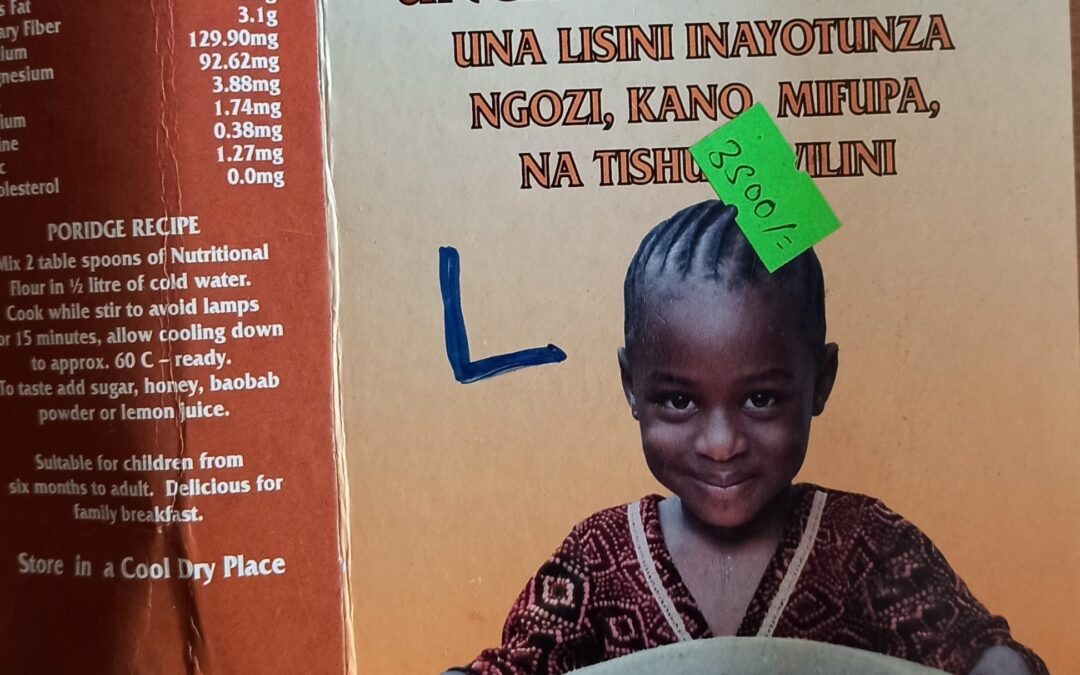 Fat
3.1g
Fiber
129.90mg
92.62mg
3.88mg
1.74mg
0.38mg
1.27mg
0.0mg
PORIDGE RECIPE
Mix 2 table spoons of Nutritional
Flour in ½ litre of cold water.
Cook while stir to avoid lamps
15 minutes, allow cooling down
to approx. 60 C – ready.
To taste add sugar, honey, baobab
powder or lemon juice.
Suitable for children from
six months to adult. Delicious for
family breakfast.
Store in a Cool Dry Place
UNA LISINI INAYOTUNZA
NGOZI, KANO, MIFUPA,
NA
3500/=
L